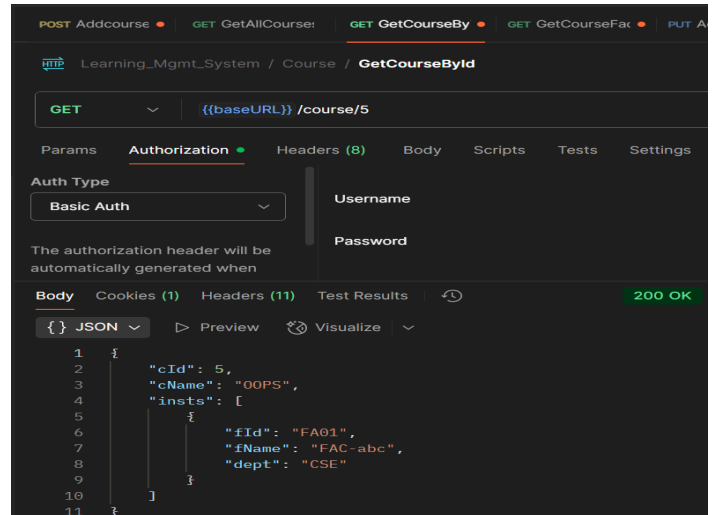 POST Addcourse GET GetAllCourses GET GetCourseBy GET GetCourseFac PUT A
HTTP Learning_Mgmt_System / Course / GetCourseById
GET {{baseURL}} /course/5
Params Authorization Headers (8) Body Scripts Tests Settings
Auth Type
Basic Auth
Username
The authorization header will be
automatically generated when
Password
Body Cookies (1) Headers (11) Test Results 200 OK
{} JSON Preview Visualize
1 {
2 "cId": 5,
3 "cName": "OOPS",
4 "insts": [
5 {
6 "fId": "FA01",
7 "fName": "FAC-abc",
8 "dept": "CSE"
9 }
10 ]
11 }